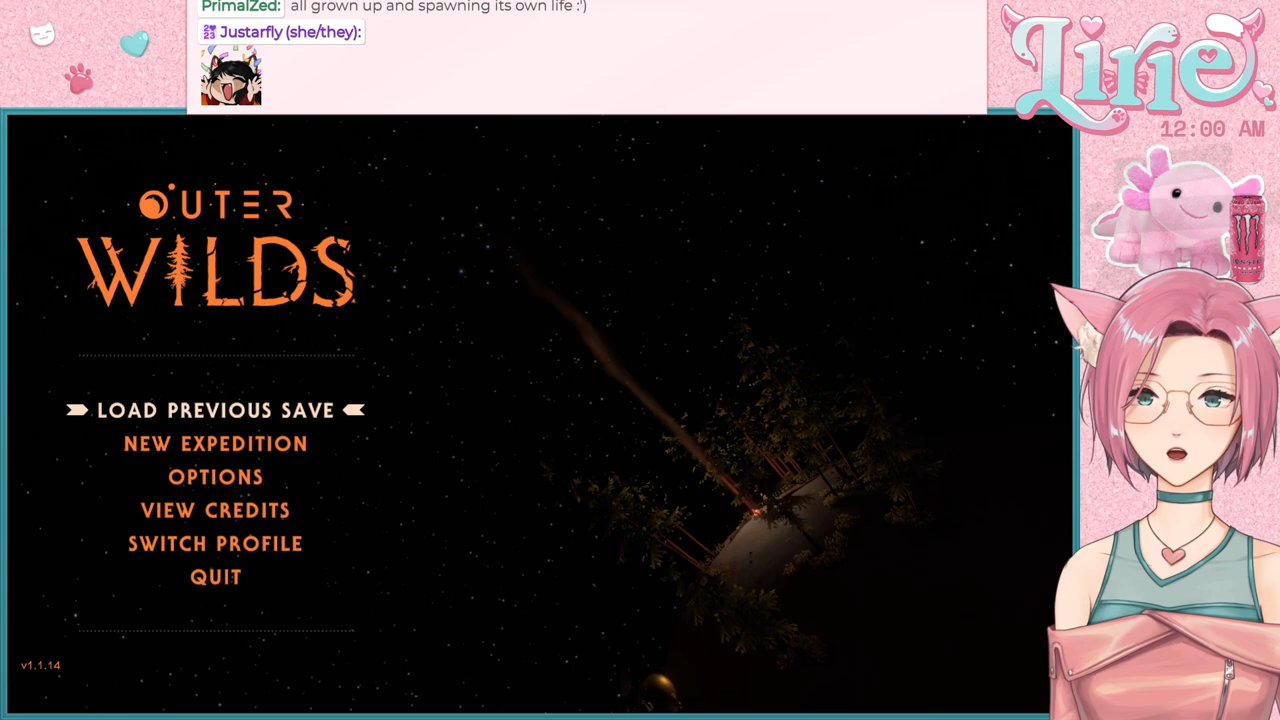 PrimalZed: all grown up and spawning its own life :')
Justarfly (she/they):
Lirie
12:00 AM
OUTER
WILDS
LOAD PREVIOUS SAVE
NEW EXPEDITION
OPTIONS
VIEW CREDITS
SWITCH PROFILE
QUIT
v1.1.14